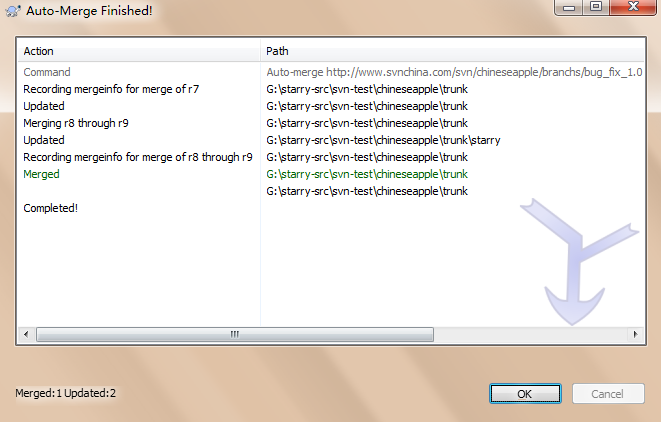 Auto-Merge Finished!
Action Path
Command Auto-merge http://www.svnchina.com/svn/chineseapple/branchs/bug_fix_1.0
Recording mergeinfo for merge of r7 G:\starry-src\svn-test\chineseapple\trunk
Updated G:\starry-src\svn-test\chineseapple\trunk
Merging r8 through r9 G:\starry-src\svn-test\chineseapple\trunk
Updated G:\starry-src\svn-test\chineseapple\trunk\starry
Recording mergeinfo for merge of r8 through r9 G:\starry-src\svn-test\chineseapple\trunk
Merged G:\starry-src\svn-test\chineseapple\trunk
G:\starry-src\svn-test\chineseapple\trunk
Completed!
Merged:1 Updated:2
OK Cancel